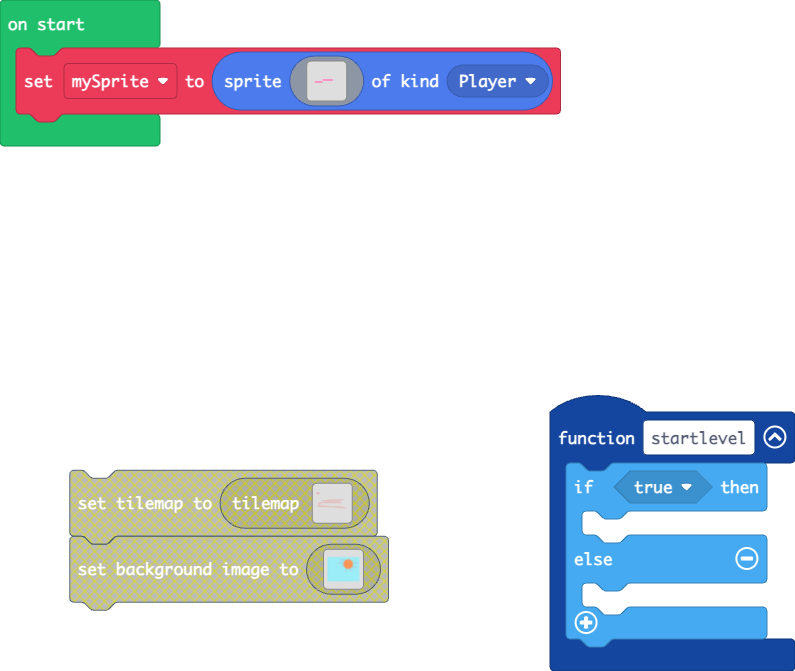 on start
set mySprite to sprite of kind Player
function startlevel
if true then
set tilemap to tilemap
else
set background image to